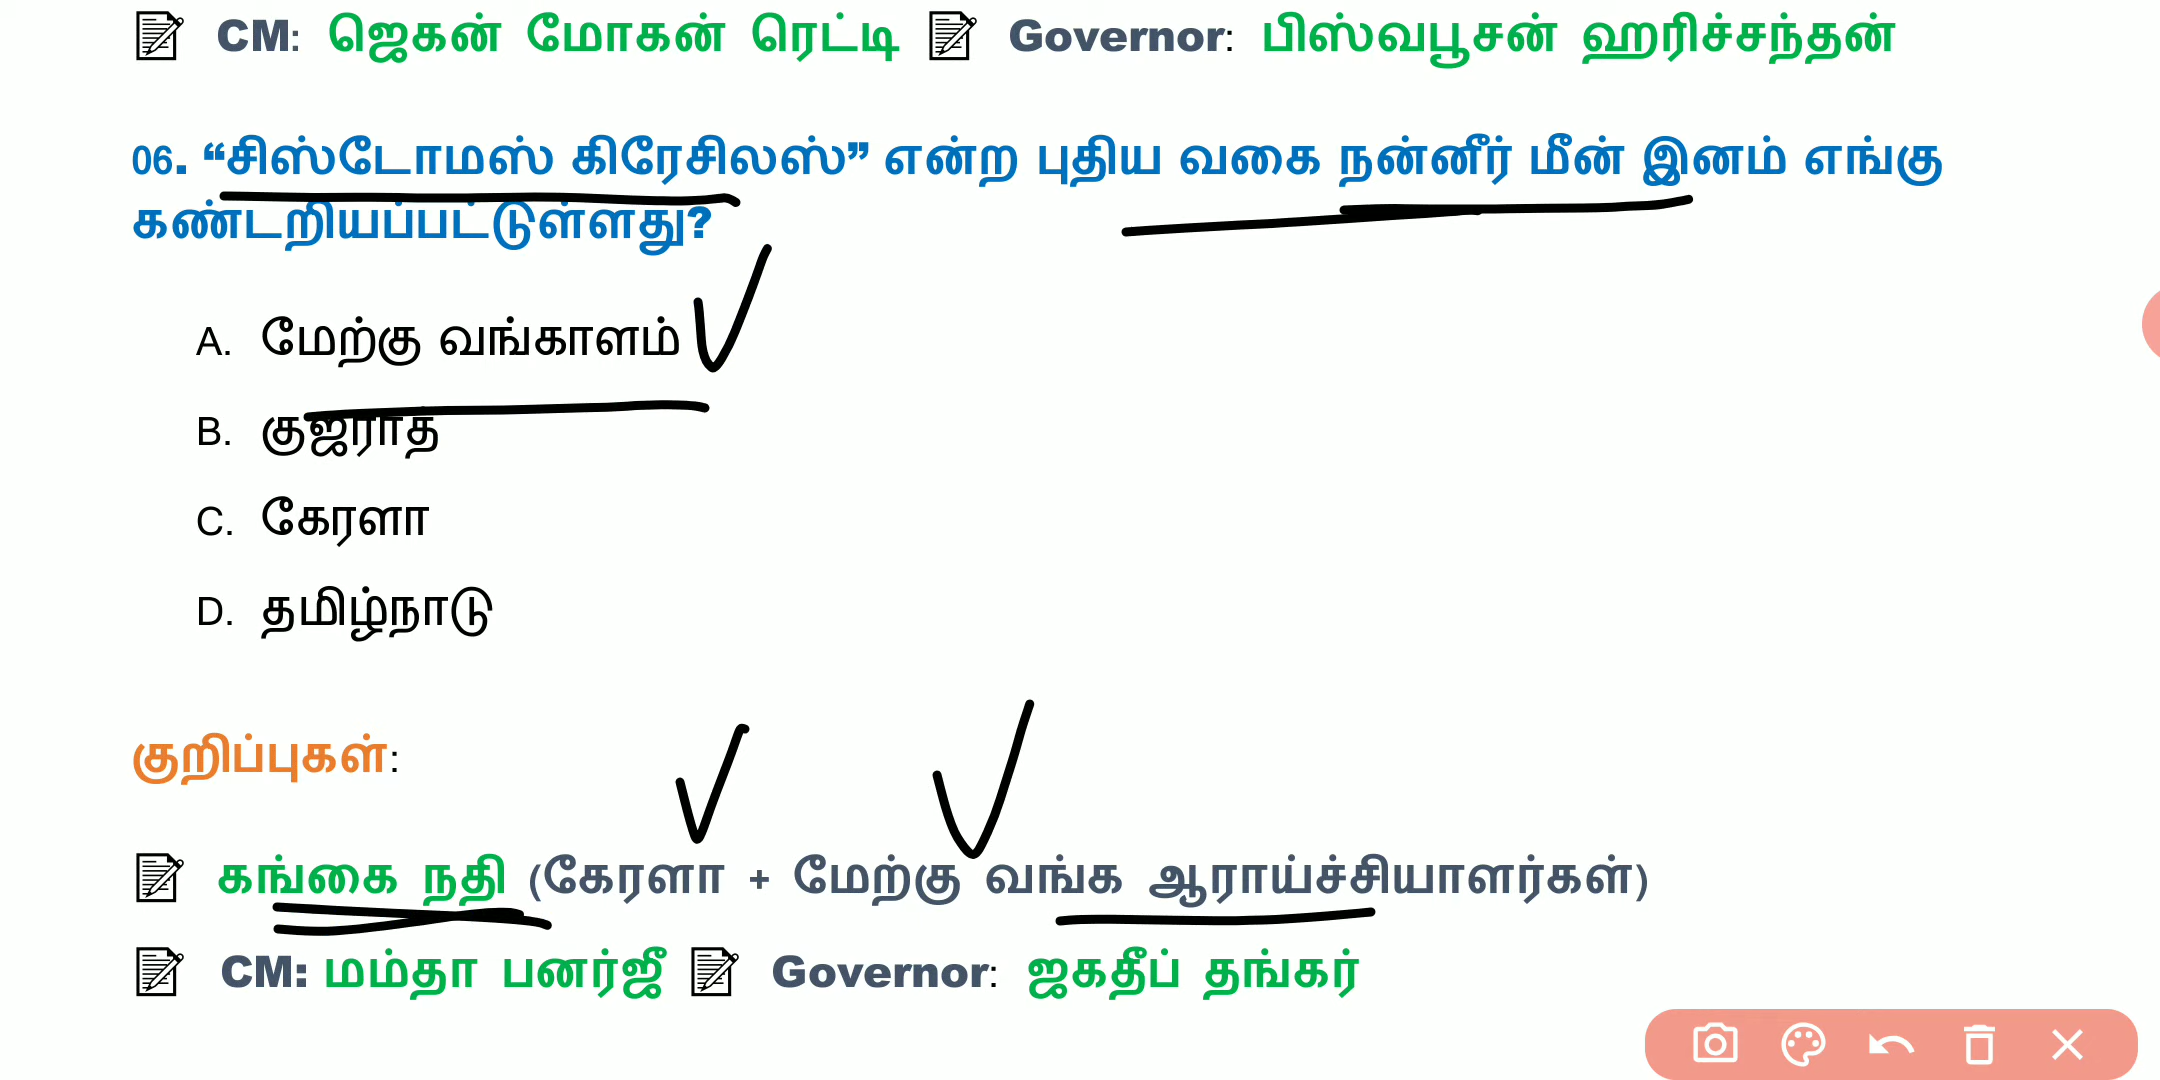 CM: ஜெகன் மோகன் ரெட்டி Governor: பிஸ்வபூசன் ஹரிச்சந்தன்
06. “சிஸ்டோமஸ் கிரேசிலஸ்” என்ற புதிய வகை நன்னீர் மீன் இனம் எங்கு
கண்டறியப்பட்டுள்ளது?
A. மேற்கு வங்காளம்
B. குஜராத்
C. கேரளா
D. தமிழ்நாடு
குறிப்புகள்:
கங்கை நதி (கேரளா + மேற்கு வங்க ஆராய்ச்சியாளர்கள்)
CM: மம்தா பனர்ஜீ Governor: ஜகதீப் தங்கர்